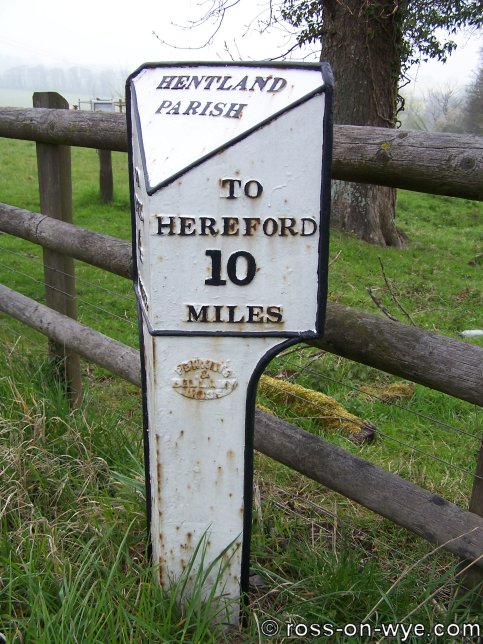 HENTLAND
PARISH
TO
HEREFORD
10
MILES
&
© ross-on-wye.com